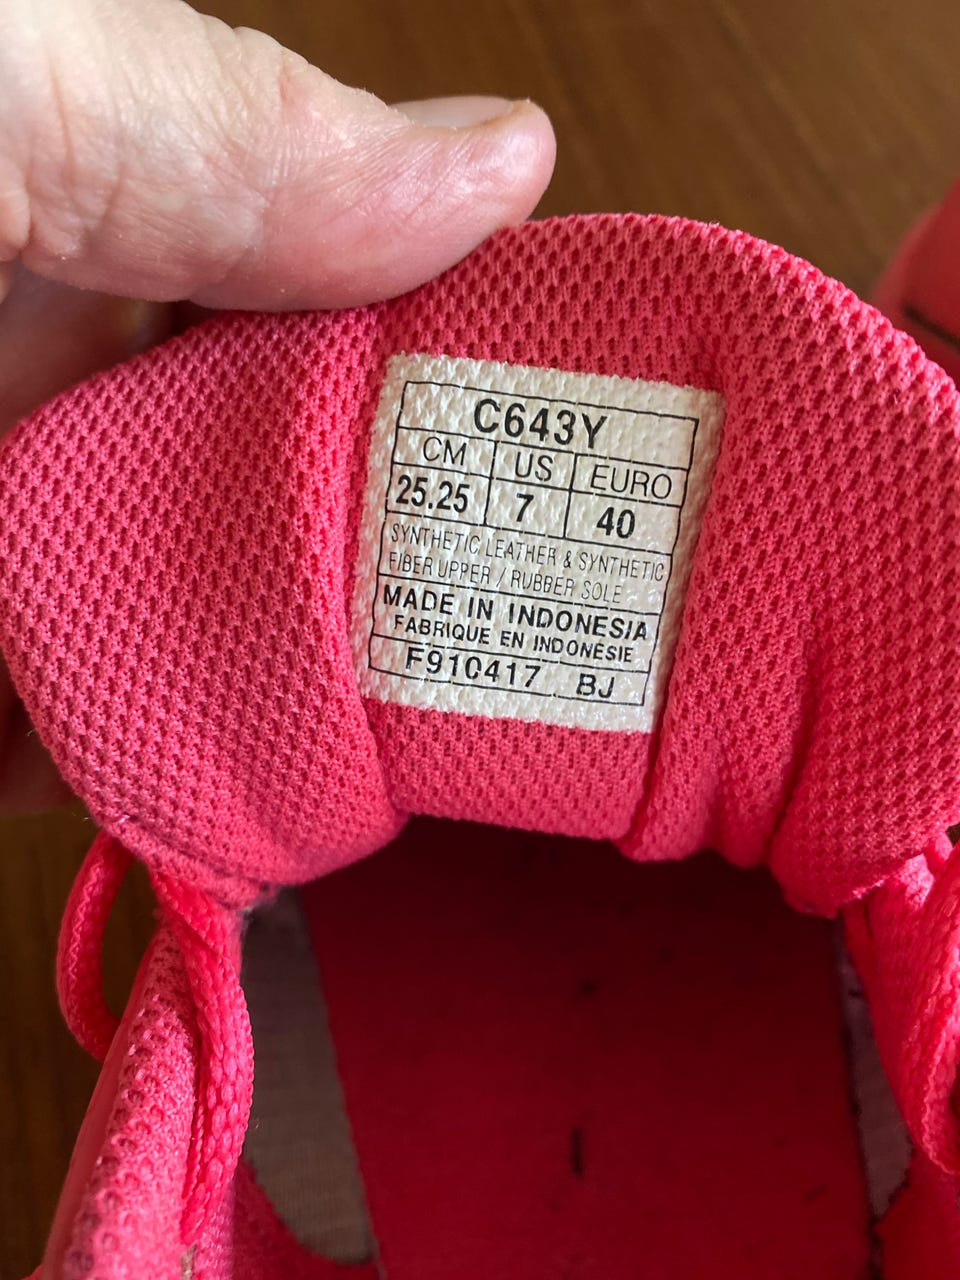 C643Y
CM US EURO
25.25 7 40
SYNTHETIC LEATHER & SYNTHETIC
FIBER UPPER / RUBBER SOLE
MADE IN INDONESIA
FABRIQUE EN INDONÉSIE
F910417 BJ